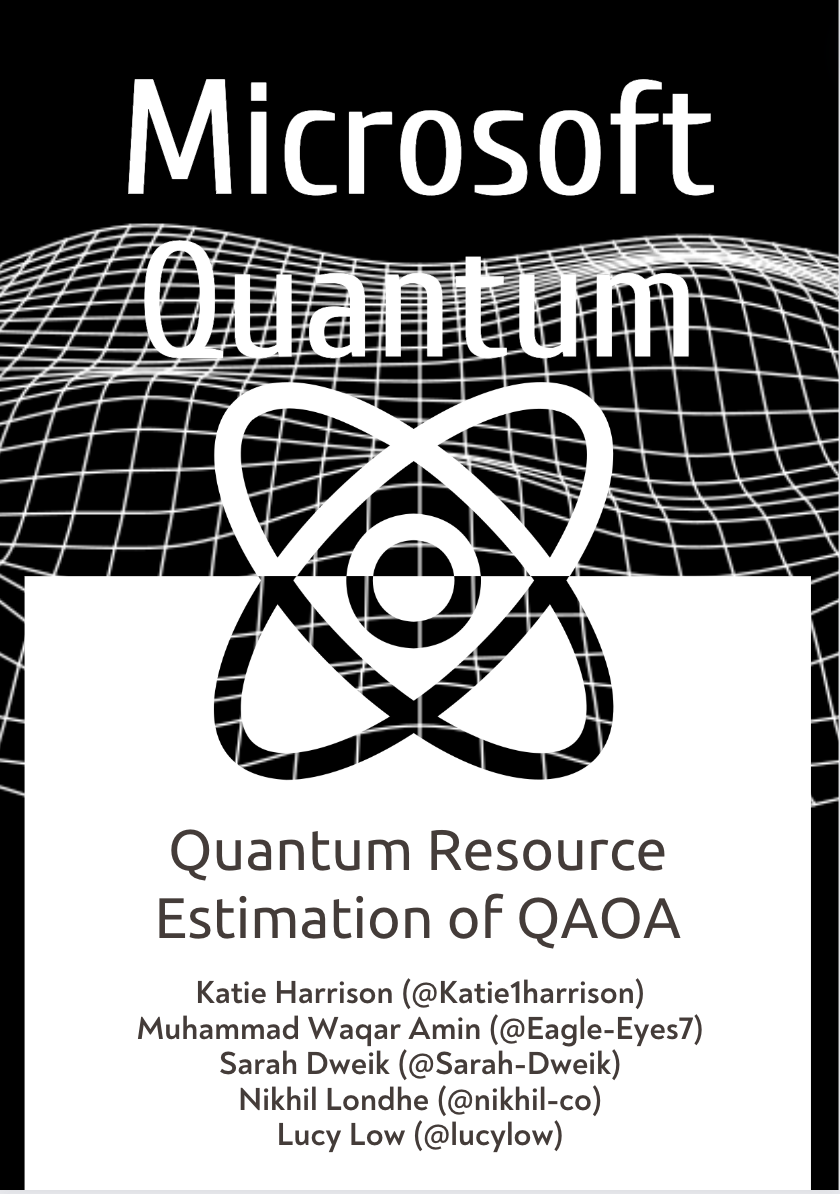 Microsoft
Quantum
Quantum Resource
Estimation of QAOA
Katie Harrison (@Katie1harrison)
Muhammad Waqar Amin (@Eagle-Eyes7)
Sarah Dweik (@Sarah-Dweik)
Nikhil Londhe (@nikhil-co)
Lucy Low (@lucylow)